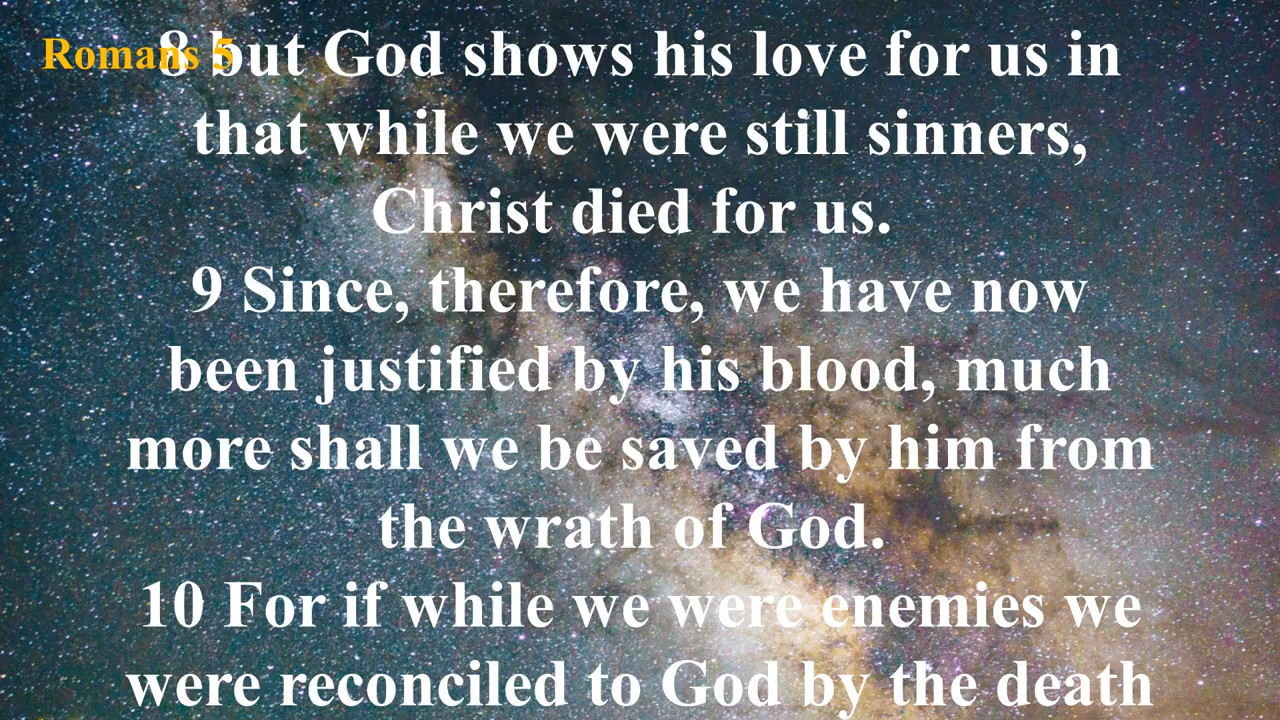 Romans 5
8 but God shows his love for us in
that while we were still sinners,
Christ died for us.
9 Since, therefore, we have now
been justified by his blood, much
more shall we be saved by him from
the wrath of God.
10 For if while we were enemies we
were reconciled to God by the death